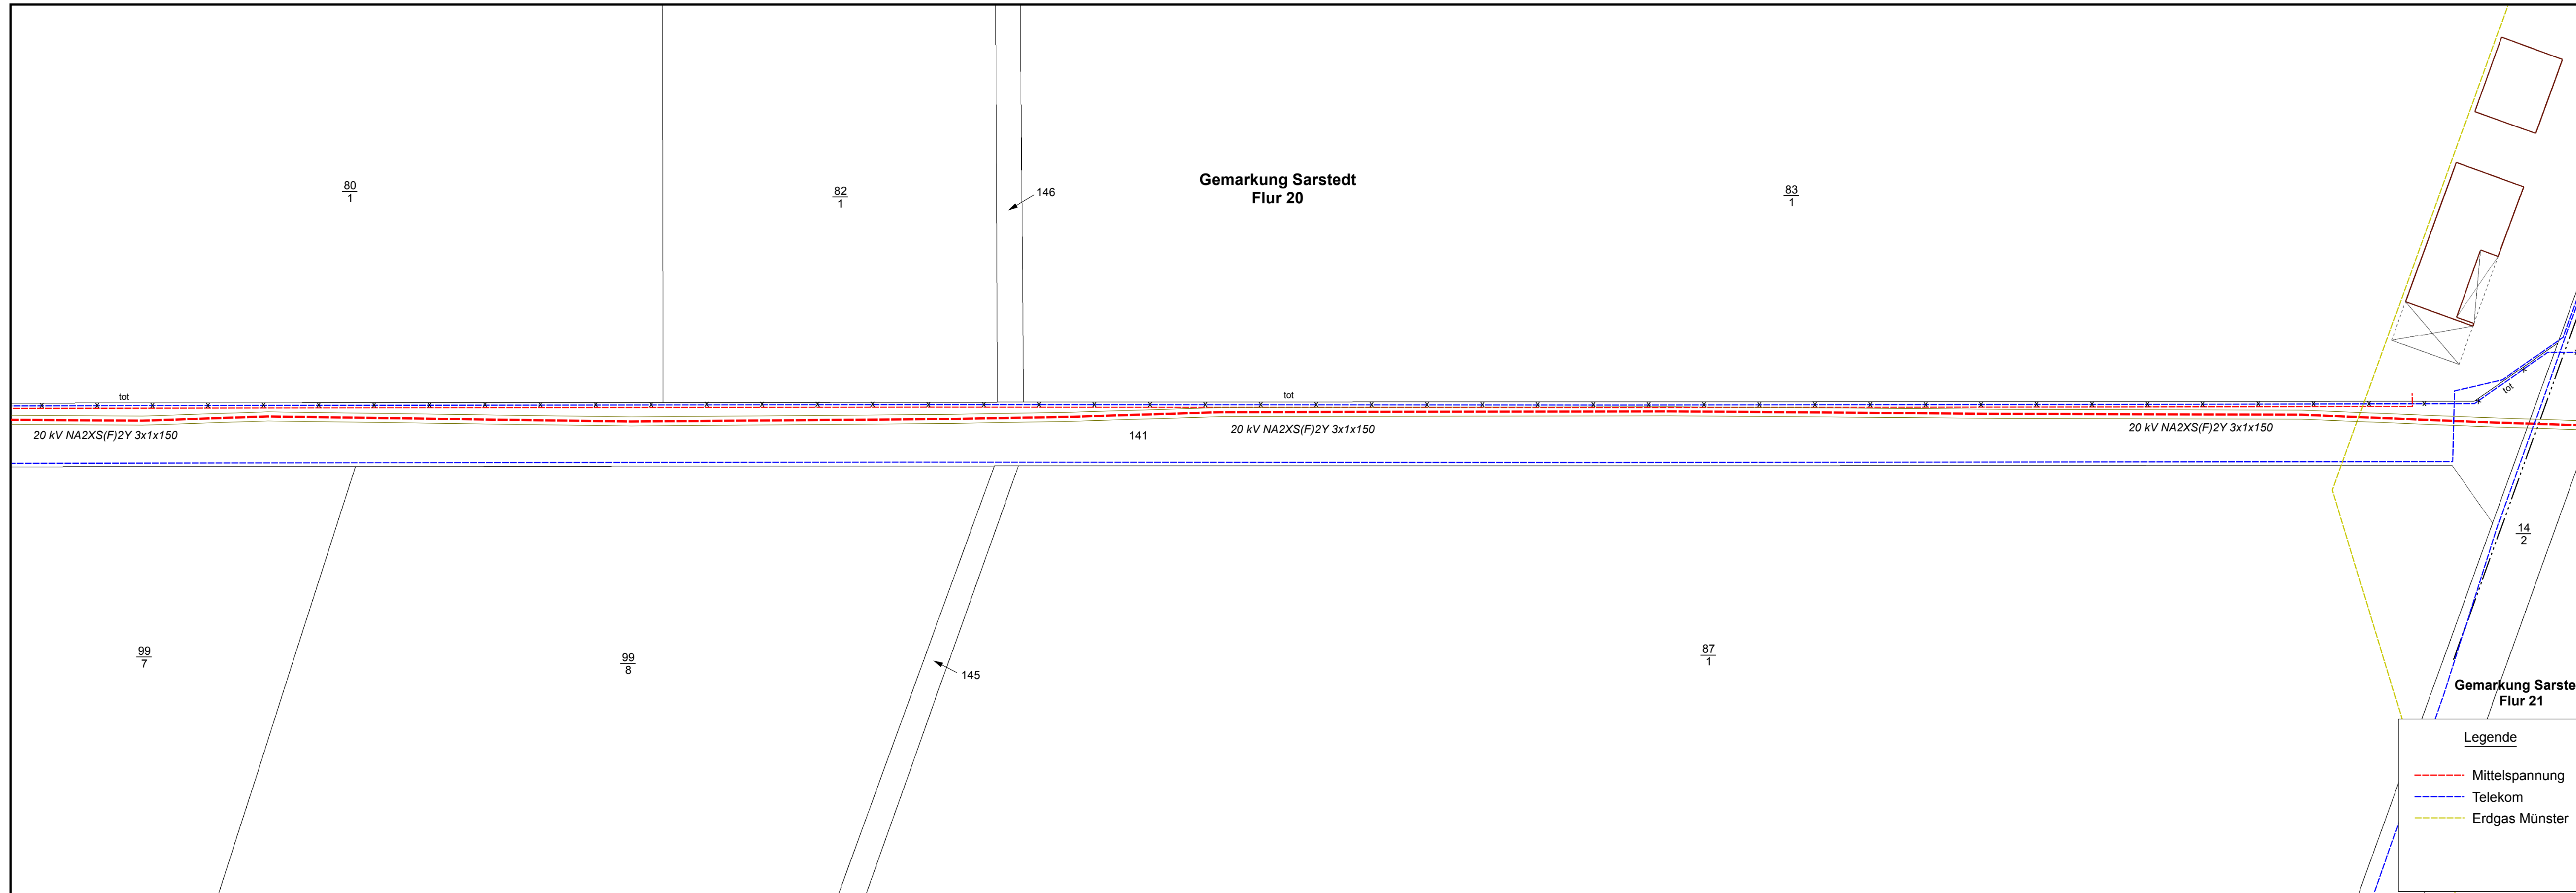 80
1
82
1
146
Gemarkung Sarstedt
Flur 20
83
1
tot
tot
tot
20 kV NA2XS(F)2Y 3x1x150
141
20 kV NA2XS(F)2Y 3x1x150
20 kV NA2XS(F)2Y 3x1x150
14
2
99
7
99
8
145
87
1
Gemarkung Sarste
Flur 21
Legende
Mittelspannung
Telekom
Erdgas Münster